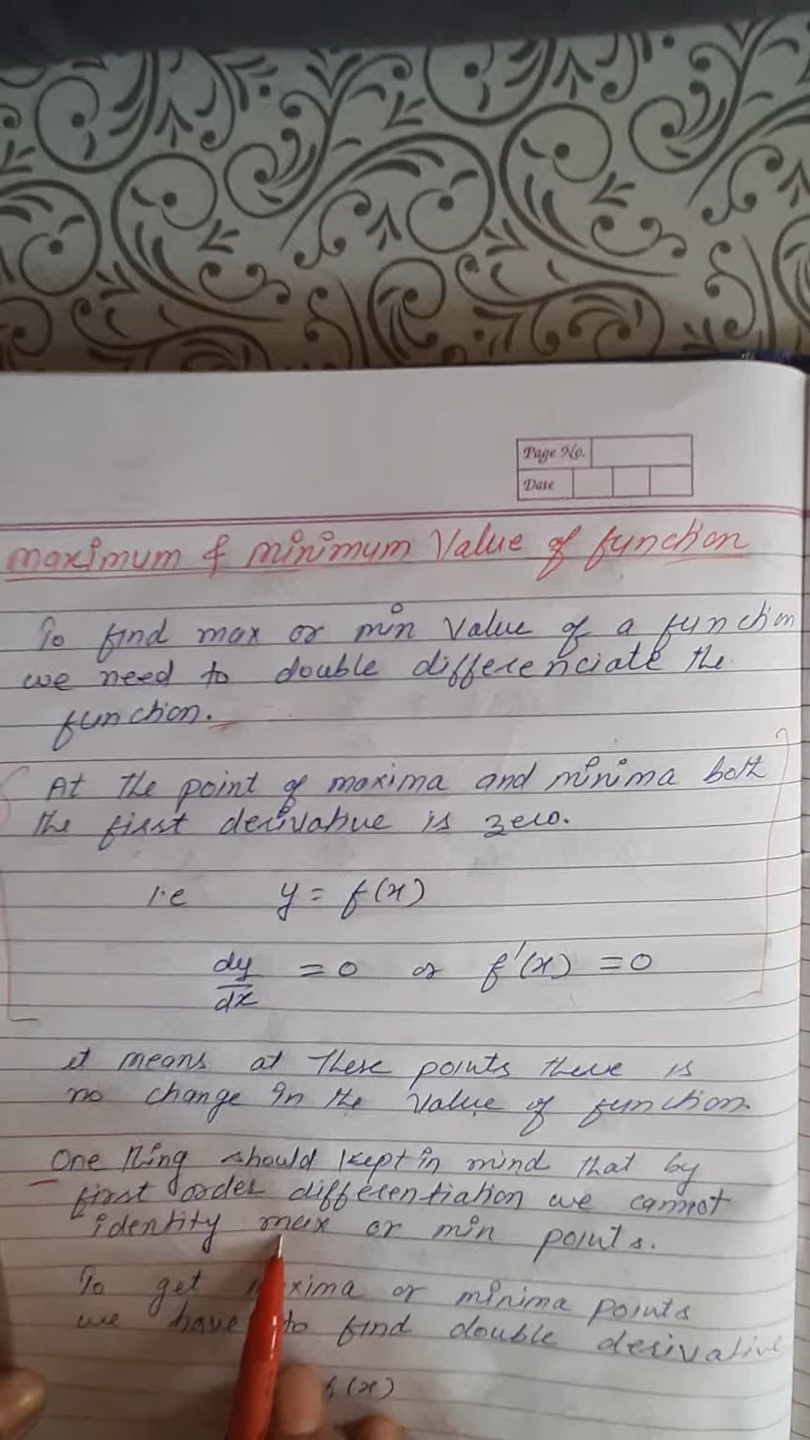 Page No.
Date
maximum & minimum Value of function
To find max or min Value of a function
we need to double differenciate the
function.
At the point of maxima and minima both
the first derivative is zero.
i.e y = f(x)
dy/dx = 0 or f'(x) = 0
it means at these points there is
no change in the value of function.
One thing should kept in mind that by
first order differentiation we cannot
identity max or min points.
To get maxima or minima points
we have to find double derivative
f(x)